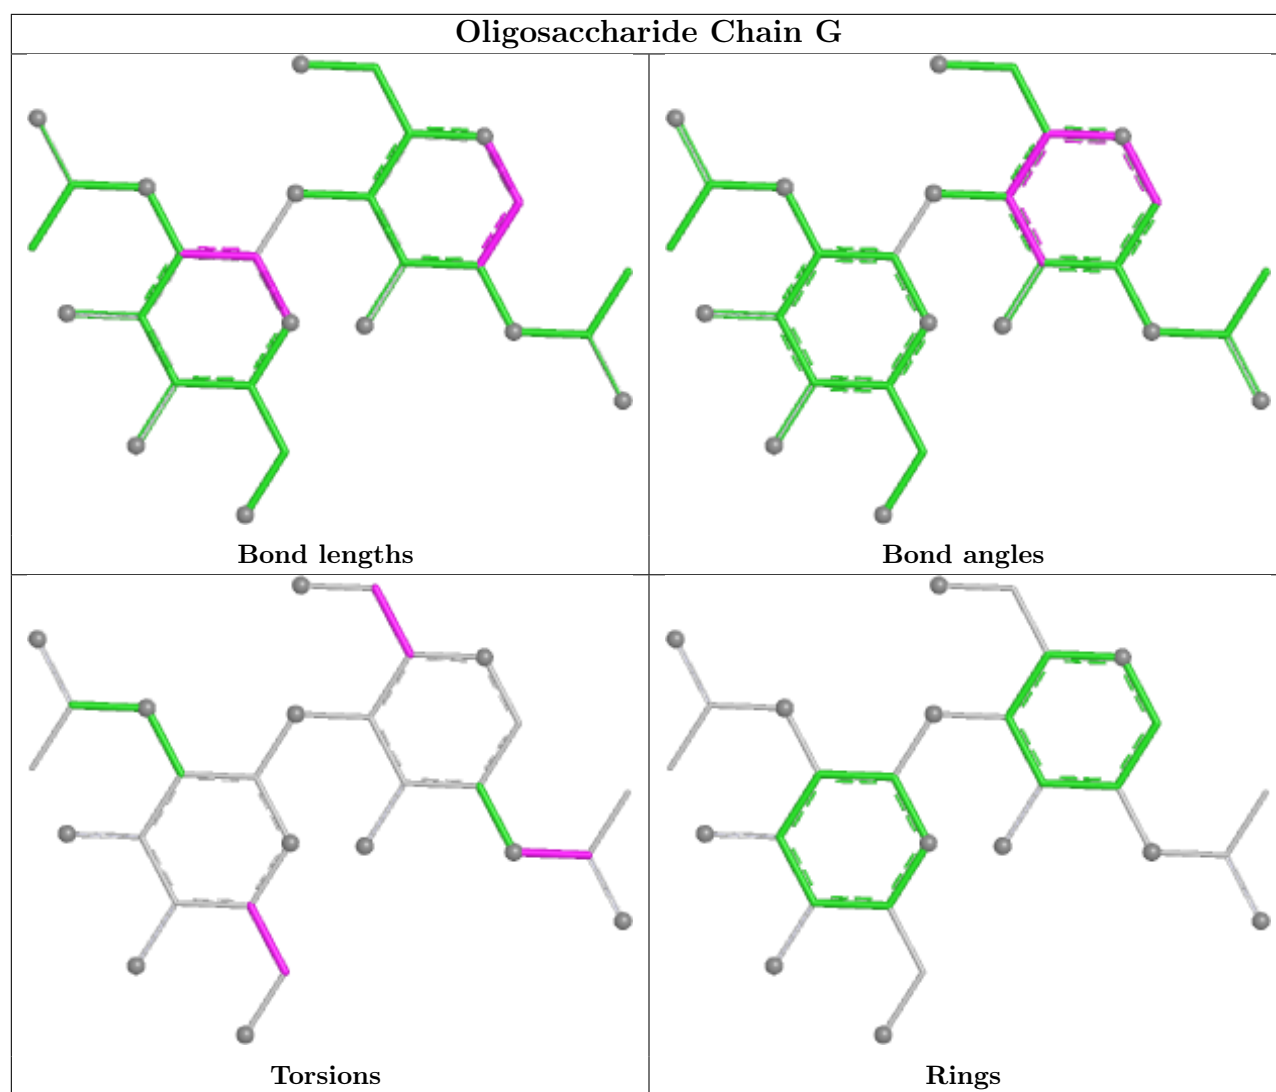 Oligosaccharide Chain G
Bond lengths
Bond angles
Torsions
Rings